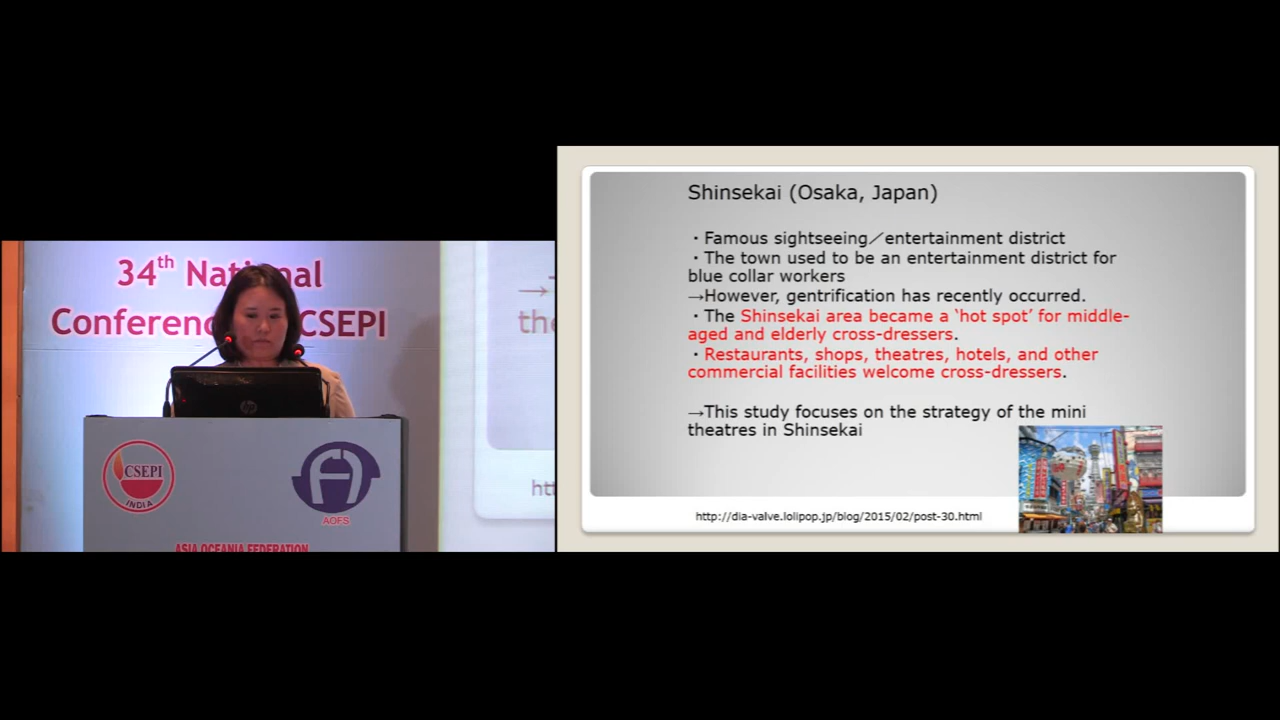 34th National
Conference CSEPI
CSEPI
INDIA
AOFS
ASIA OCEANIA FEDERATION
Shinsekai (Osaka, Japan)
・Famous sightseeing／entertainment district
・The town used to be an entertainment district for
blue collar workers
→However, gentrification has recently occurred.
・The Shinsekai area became a ‘hot spot’ for middle-
aged and elderly cross-dressers.
・Restaurants, shops, theatres, hotels, and other
commercial facilities welcome cross-dressers.
→This study focuses on the strategy of the mini
theatres in Shinsekai
http://dia-valve.lolipop.jp/blog/2015/02/post-30.html